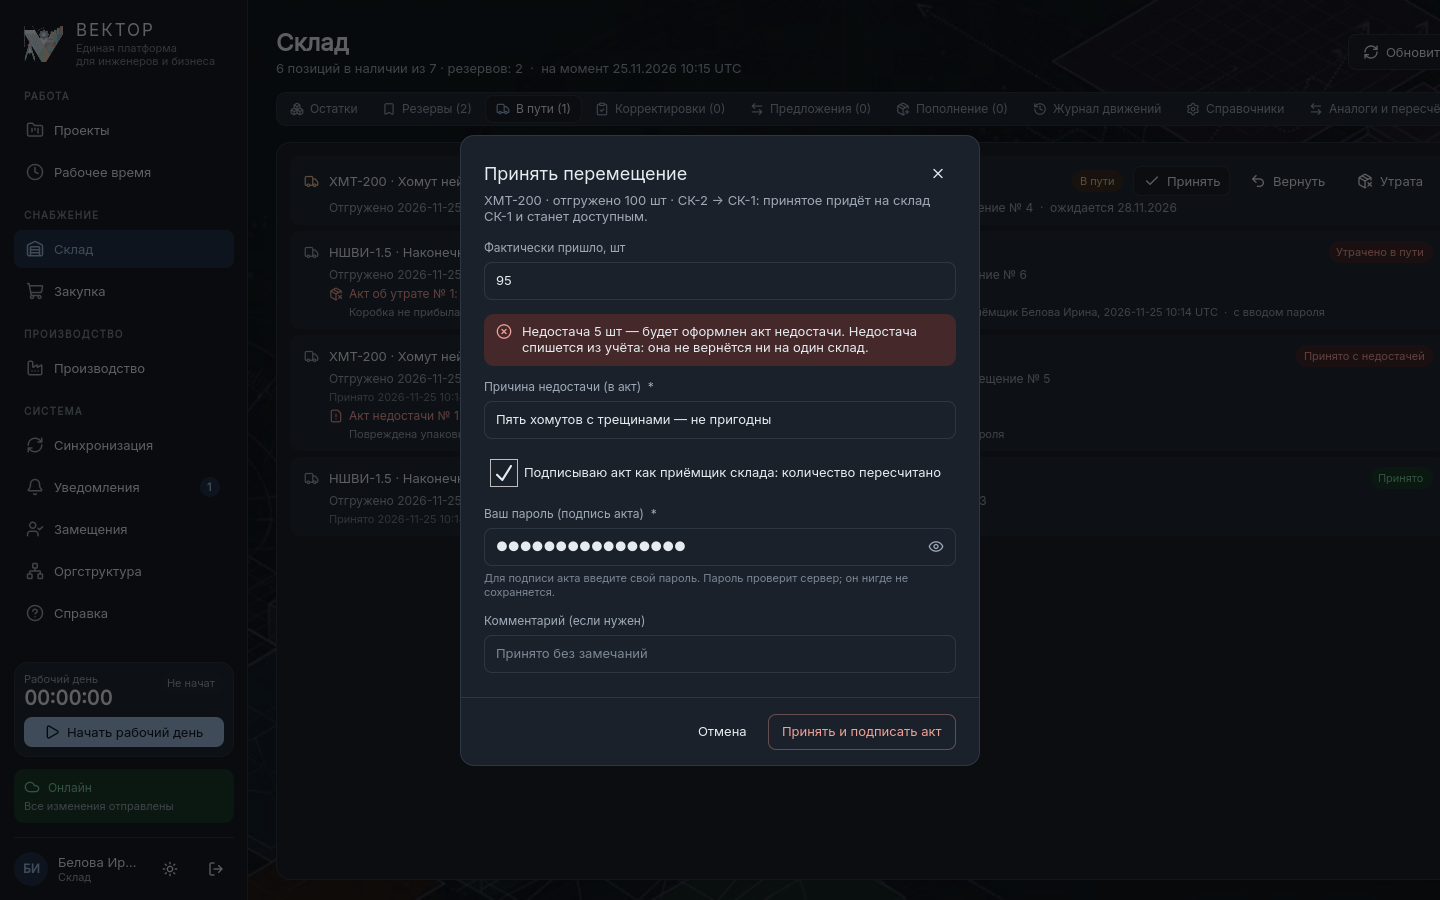 ВЕКТОР
Единая платформа
для инженеров и бизнеса
РАБОТА
Проекты
Рабочее время
СНАБЖЕНИЕ
Склад
Закупка
ПРОИЗВОДСТВО
Производство
СИСТЕМА
Синхронизация
Уведомления 1
Замещения
Оргструктура
Справка
Рабочий день Не начат
00:00:00
Начать рабочий день
Онлайн
Все изменения отправлены
БИ Белова Ир...
Склад
Склад
6 позиций в наличии из 7 · резервов: 2 · на момент 25.11.2026 10:15 UTC
Обновит
Остатки Резервы (2) В пути (1) Корректировки (0) Предложения (0) Пополнение (0) Журнал движений Справочники Аналоги и пересчё
ХМТ-200 · Хомут ней
В пути Принять Вернуть Утрата
Отгружено 2026-11-25
ение № 4 · ожидается 28.11.2026
НШВИ-1.5 · Наконечн
Утрачено в пути
Отгружено 2026-11-25
ние № 6
Акт об утрате № 1:
Коробка не прибыла
ёмщик Белова Ирина, 2026-11-25 10:14 UTC · с вводом пароля
ХМТ-200 · Хомут ней
Принято с недостачей
Отгружено 2026-11-25
ещение № 5
Принято 2026-11-25 10:1
Акт недостачи № 1
Повреждена упаков
роля
НШВИ-1.5 · Наконечн
Принято
Отгружено 2026-11-25
3
Принято 2026-11-25 10:1
Принять перемещение
ХМТ-200 · отгружено 100 шт · СК-2 → СК-1: принятое придёт на склад
СК-1 и станет доступным.
Фактически пришло, шт
95
Недостача 5 шт — будет оформлен акт недостачи. Недостача
спишется из учёта: она не вернётся ни на один склад.
Причина недостачи (в акт) *
Пять хомутов с трещинами — не пригодны
Подписываю акт как приёмщик склада: количество пересчитано
Ваш пароль (подпись акта) *
●●●●●●●●●●●●●●●●
Для подписи акта введите свой пароль. Пароль проверит сервер; он нигде не
сохраняется.
Комментарий (если нужен)
Принято без замечаний
Отмена Принять и подписать акт